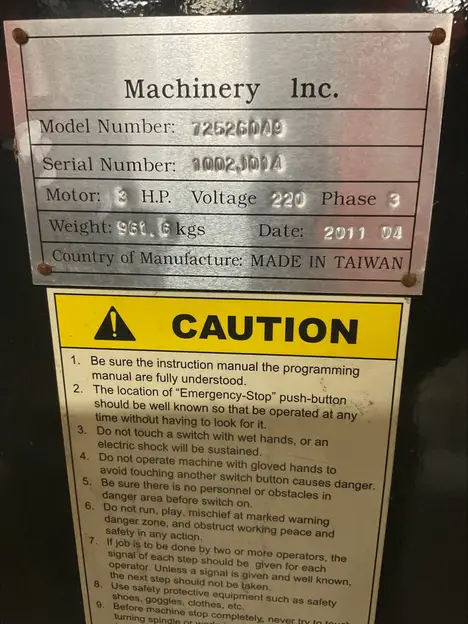 Machinery Inc.
Model Number: 72526049
Serial Number: 1002J014
Motor: 3 H.P. Voltage 220 Phase 3
Weight: 961.6 kgs Date: 2011 04
Country of Manufacture: MADE IN TAIWAN
CAUTION
1. Be sure the instruction manual the programming
manual are fully understood.
2. The location of "Emergency-Stop" push-button
should be well known so that be operated at any
time without having to look for it.
3. Do not touch a switch with wet hands, or an
electric shock will be sustained.
4. Do not operate machine with gloved hands to
avoid touching another switch button causes danger.
5. Be sure there is no personnel or obstacles in
danger area before switch on.
6. Do not run, play, mischief at marked warning
danger zone, and obstruct working peace and
safety in any action.
7. If job is to be done by two or more operators, the
signal of each step should be given for each
operator. Unless a signal is given and well known,
the next step should not be taken.
8. Use safety protective equipment such as safety
shoes, goggles, clothes, etc.
9. Before machine stop completely, never try to touch
turning spindle or